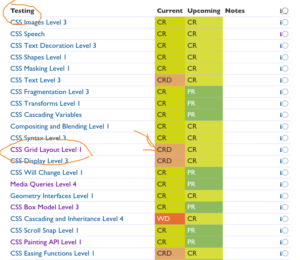 Testing Current Upcoming Notes
CSS Images Level 3 CR CR
CSS Speech CR CR
CSS Text Decoration Level 3 CR CR
CSS Shapes Level 1 CR CR
CSS Masking Level 1 CR CR
CSS Text Level 3 CRD CR
CSS Fragmentation Level 3 CR PR
CSS Transforms Level 1 CR PR
CSS Cascading Variables CR PR
Compositing and Blending Level 1 CR CR
CSS Syntax Level 3 CR CR
CSS Grid Layout Level 1 CRD CR
CSS Display Level 3 CRD CR
CSS Will Change Level 1 CR PR
Media Queries Level 4 CR PR
Geometry Interfaces Level 1 CR CR
CSS Box Model Level 3 CR PR
CSS Cascading and Inheritance Level 4 WD CR
CSS Scroll Snap Level 1 CR PR
CSS Painting API Level 1 CR PR
CSS Easing Functions Level 1 CRD CR